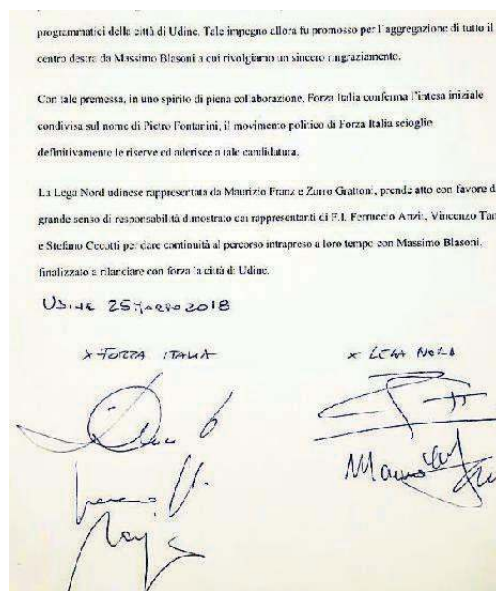 programmatici della città di Udine. Tale impegno allora fu promosso per l'aggregazione di tutto il
centro destra da Massimo Blasoni a cui rivolgiamo un sincero ringraziamento.
Con tale premessa, in uno spirito di piena collaborazione, Forza Italia conferma l'intesa iniziale
condivisa sul nome di Pietro Fontanini, il movimento politico di Forza Italia scioglie
definitivamente le riserve ed aderisce a tale candidatura.
La Lega Nord udinese rappresentata da Maurizio Franz e Zorro Grattoni, prende atto con favore d
grande senso di responsabilità dimostrato dai rappresentanti di F.I. Ferruccio Anzit, Vincenzo Tan
e Stefano Cecotti per dare continuità al percorso intrapreso a loro tempo con Massimo Blasoni,
finalizzato a rilanciare con forza la città di Udine.
UDINE 25 MARZO 2018
x FORZA ITALIA
x LEGA NORD